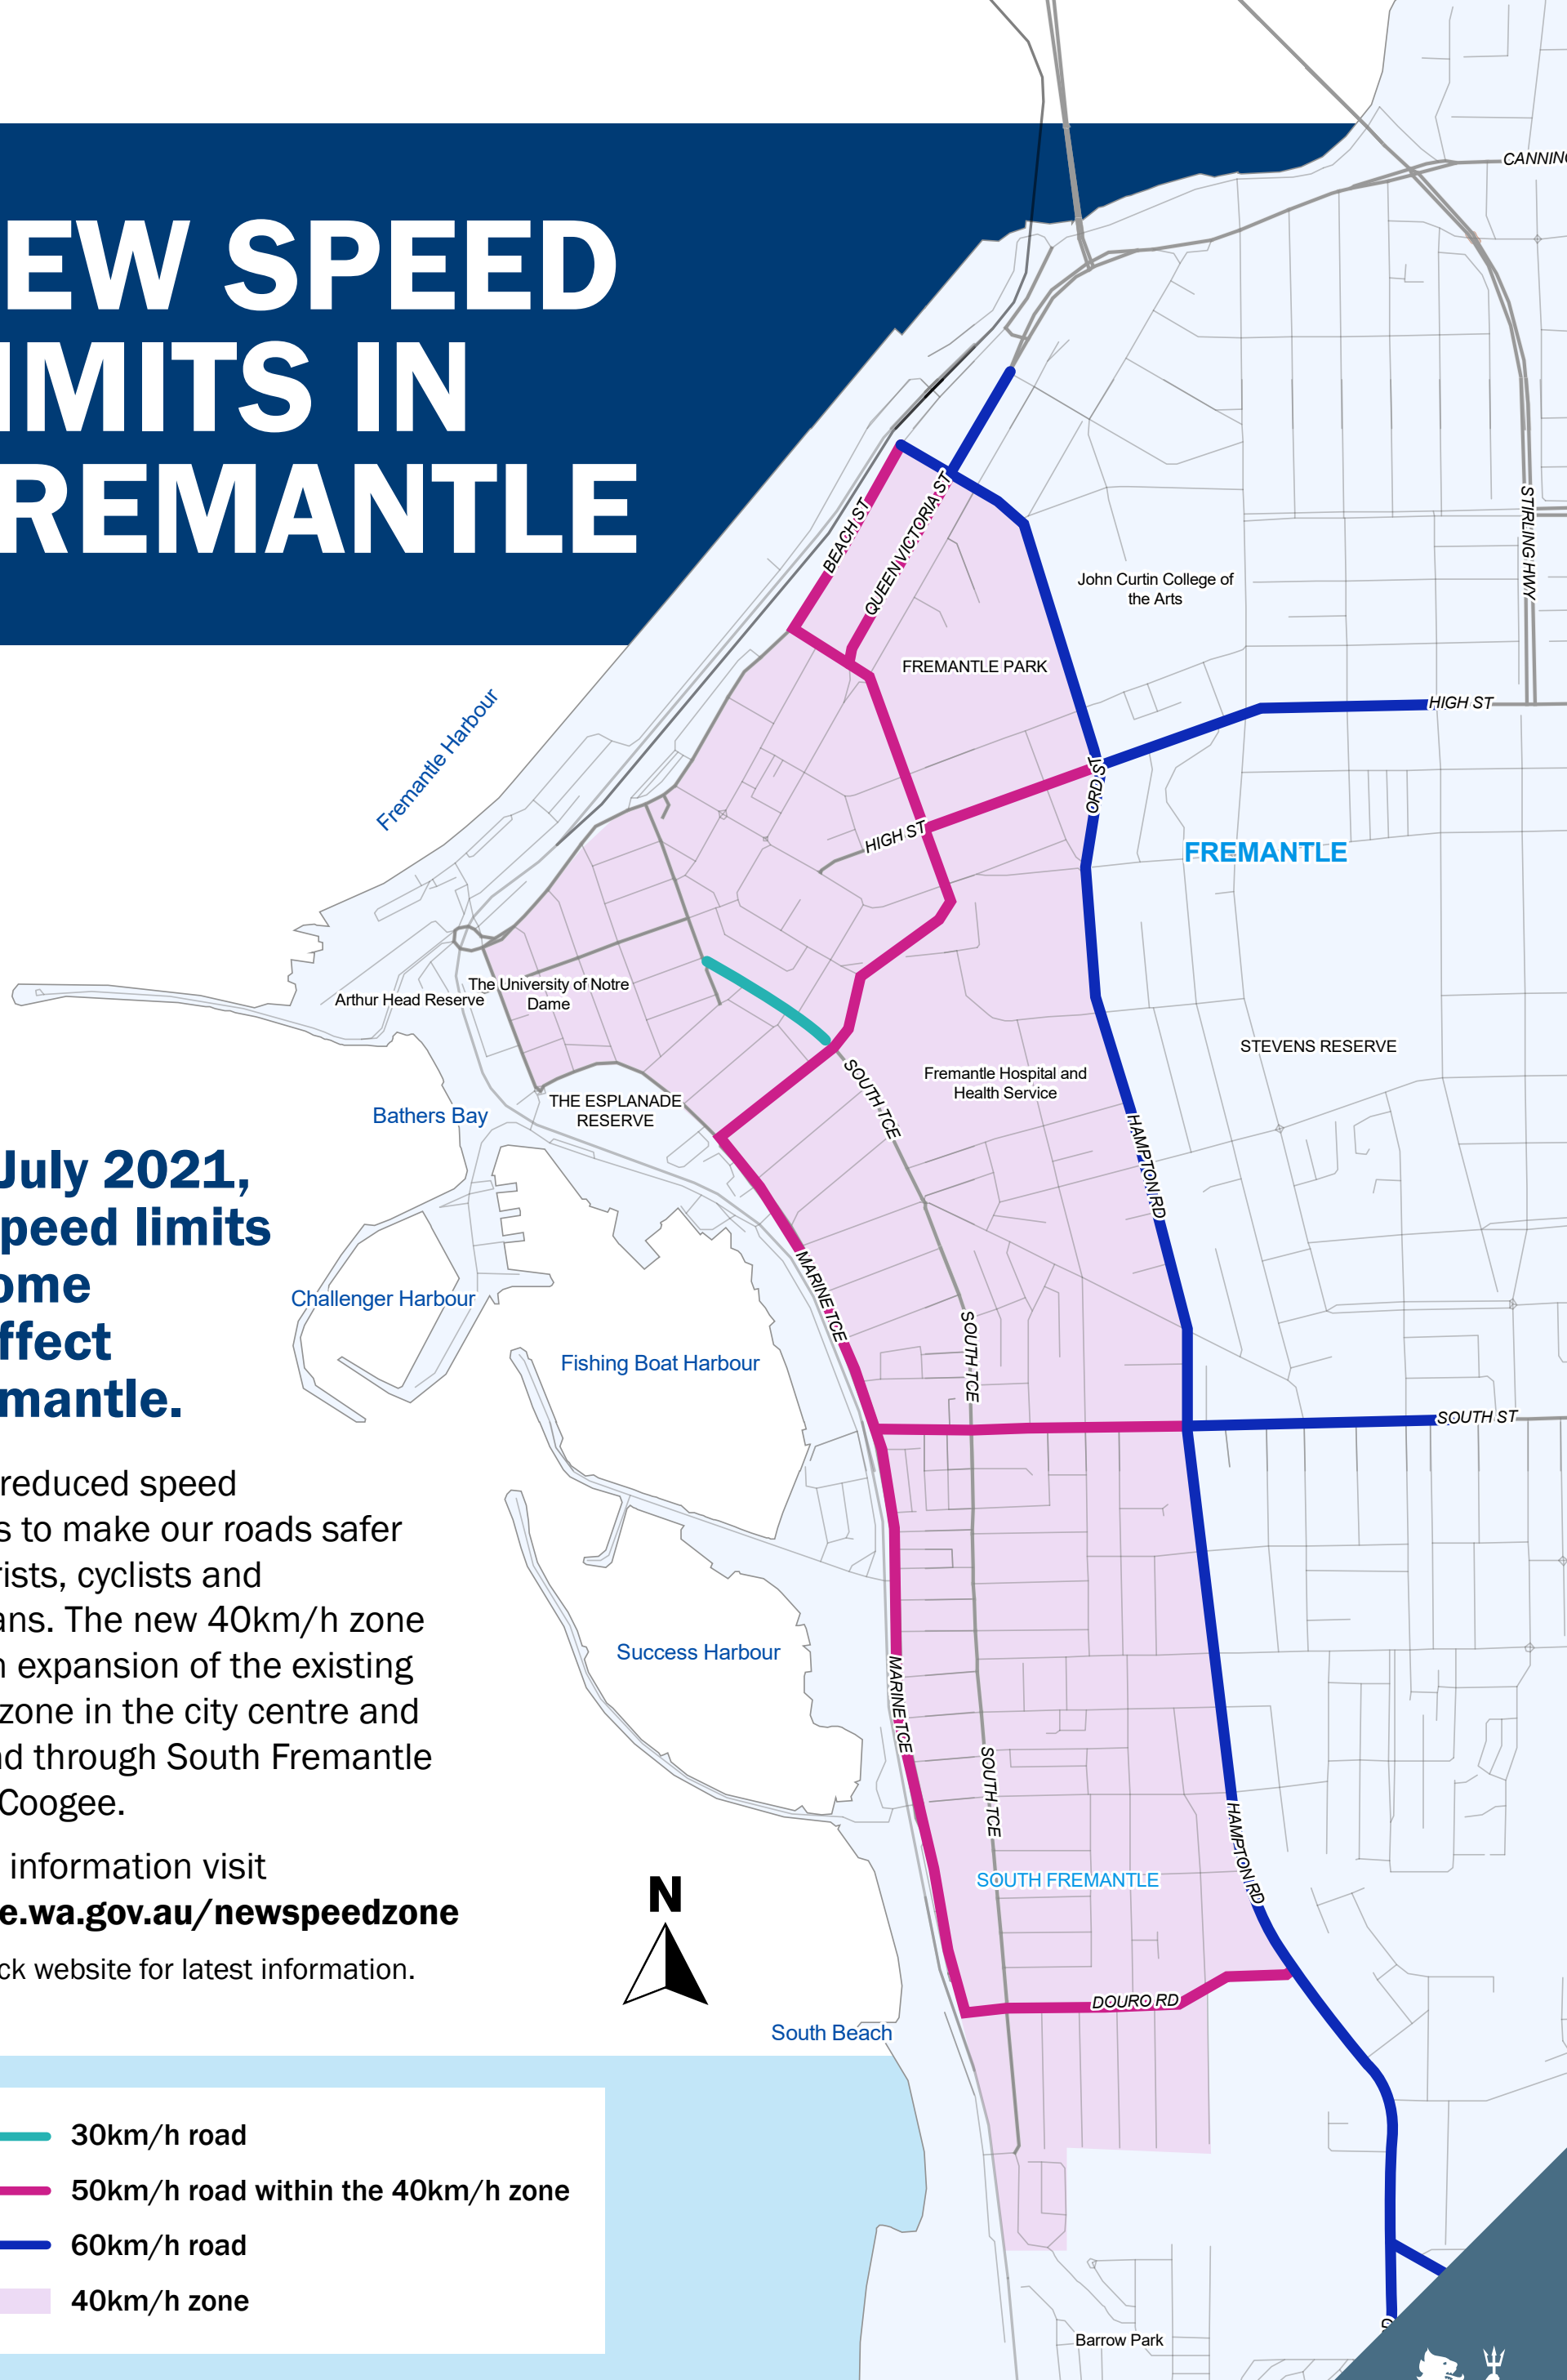 EW SPEED
IMITS IN
REMANTLE
July 2021,
peed limits
ome
ffect
mantle.
reduced speed
s to make our roads safer
rists, cyclists and
ans. The new 40km/h zone
n expansion of the existing
zone in the city centre and
nd through South Fremantle
Coogee.
information visit
e.wa.gov.au/newspeedzone
ck website for latest information.
N
30km/h road
50km/h road within the 40km/h zone
60km/h road
40km/h zone
CANNING
STIRLING HWY
BEACH ST
QUEEN VICTORIA ST
John Curtin College of
the Arts
FREMANTLE PARK
HIGH ST
ORD ST
HIGH ST
FREMANTLE
Fremantle Harbour
Arthur Head Reserve
The University of Notre
Dame
STEVENS RESERVE
SOUTH TCE
Fremantle Hospital and
Health Service
THE ESPLANADE
RESERVE
Bathers Bay
HAMPTON RD
Challenger Harbour
MARINE TCE
SOUTH TCE
Fishing Boat Harbour
SOUTH ST
Success Harbour
MARINE TCE
SOUTH TCE
HAMPTON RD
SOUTH FREMANTLE
DOURO RD
South Beach
Barrow Park
D